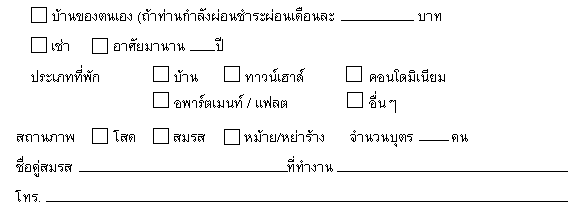 บ้านของตนเอง (ถ้าท่านกำลังผ่อนชำระผ่อนเดือนละ ____________ บาท
เช่า อาศัยมานาน ____ปี
ประเภทที่พัก บ้าน ทาวน์เฮาส์ คอนโดมิเนียม
อพาร์ตเมนท์ / แฟลต อื่น ๆ
สถานภาพ โสด สมรส หม้าย/หย่าร้าง จำนวนบุตร _____ คน
ชื่อคู่สมรส ______________________________ที่ทำงาน ______________________________
โทร. ____________________________________________________________